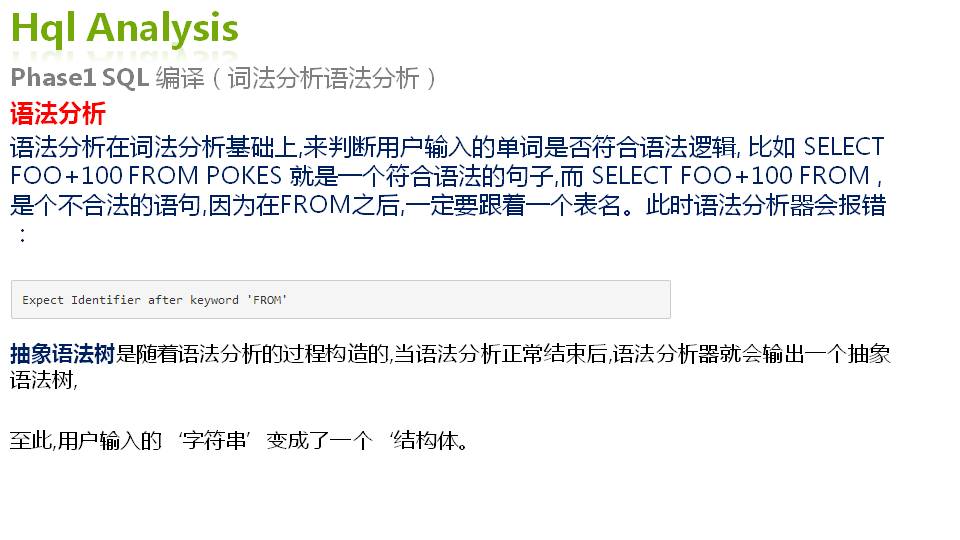 Hql Analysis
Phase1 SQL 编译（词法分析语法分析）
语法分析
语法分析在词法分析基础上,来判断用户输入的单词是否符合语法逻辑, 比如 SELECT
FOO+100 FROM POKES 就是一个符合语法的句子,而 SELECT FOO+100 FROM ,
是个不合法的语句,因为在FROM之后,一定要跟着一个表名。此时语法分析器会报错
：
Expect Identifier after keyword 'FROM'
抽象语法树是随着语法分析的过程构造的,当语法分析正常结束后,语法分析器就会输出一个抽象
语法树,
至此,用户输入的‘字符串’变成了一个‘结构体。